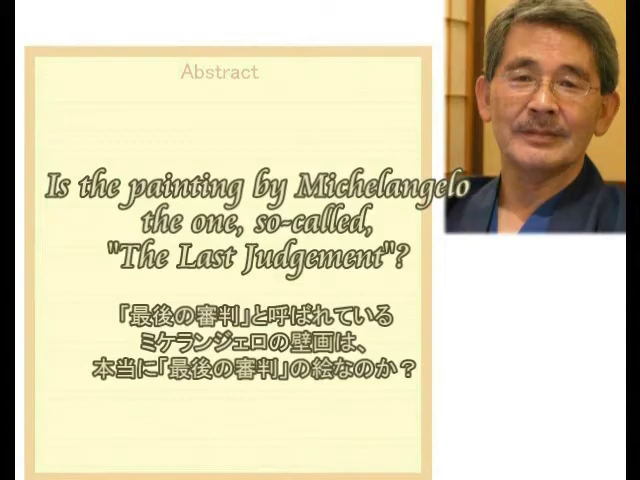 Abstract
Is the painting by Michelangelo
the one, so-called,
"The Last Judgement"?
「最後の審判」と呼ばれている
ミケランジェロの壁画は、
本当に「最後の審判」の絵なのか？